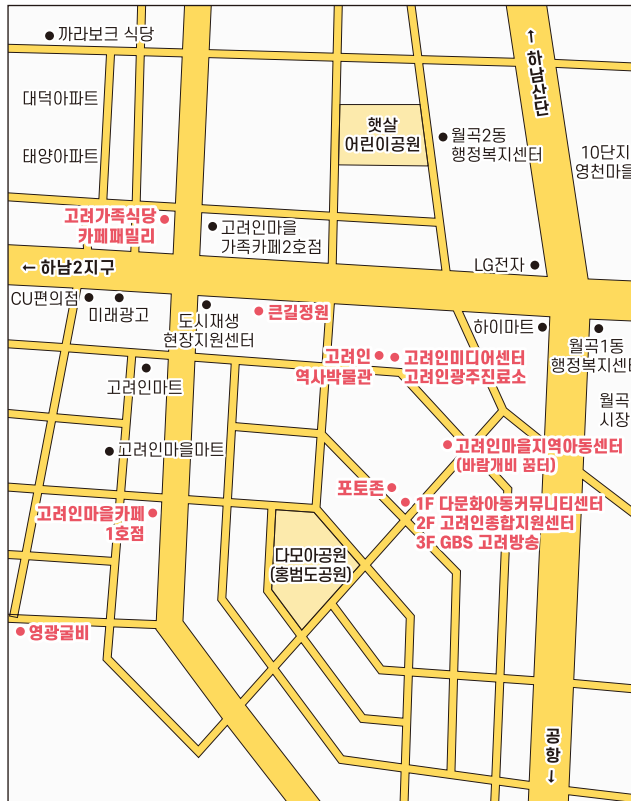 까라보크 식당
↑ 하남산단
대덕아파트
햇살
어린이공원
월곡2동
행정복지센터
태양아파트
10단지
영천마을
고려가족식당
카페패밀리
고려인마을
가족카페2호점
← 하남2지구
LG전자
CU편의점
미래광고
도시재생
현장지원센터
큰길정원
하이마트
월곡1동
행정복지센터
고려인
역사박물관
고려인미디어센터
고려인광주진료소
고려인마트
월곡
시장
고려인마을마트
고려인마을지역아동센터
(바람개비 꿈터)
포토존
1F 다문화아동커뮤니티센터
2F 고려인종합지원센터
3F GBS 고려방송
고려인마을카페
1호점
다모아공원
(홍범도공원)
영광굴비
공항 ↓